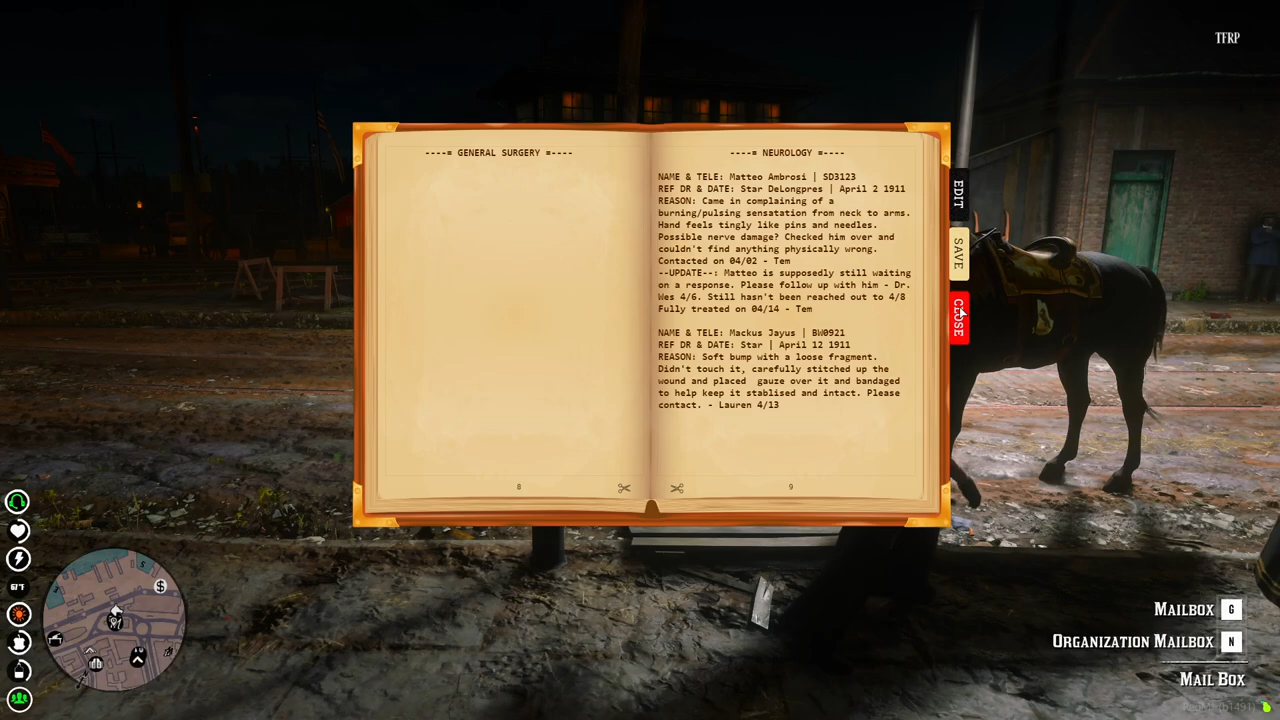 TFRP
----= GENERAL SURGERY =----
----= NEUROLOGY =----
NAME & TELE: Matteo Ambrosi | SD3123
REF DR & DATE: Star DeLongpres | April 2 1911
REASON: Came in complaining of a
burning/pulsing sensatation from neck to arms.
Hand feels tingly like pins and needles.
Possible nerve damage? Checked him over and
couldn't find anything physically wrong.
Contacted on 04/02 - Tem
--UPDATE--: Matteo is supposedly still waiting
on a response. Please follow up with him - Dr.
Wes 4/6. Still hasn't been reached out to 4/8
Fully treated on 04/14 - Tem
NAME & TELE: Mackus Jayus | BW0921
REF DR & DATE: Star | April 12 1911
REASON: Soft bump with a loose fragment.
Didn't touch it, carefully stitched up the
wound and placed  gauze over it and bandaged
to help keep it stablised and intact. Please
contact. - Lauren 4/13
8
9
EDIT
SAVE
CLOSE
61°F
$
MAILBOX G
ORGANIZATION MAILBOX N
MAIL BOX